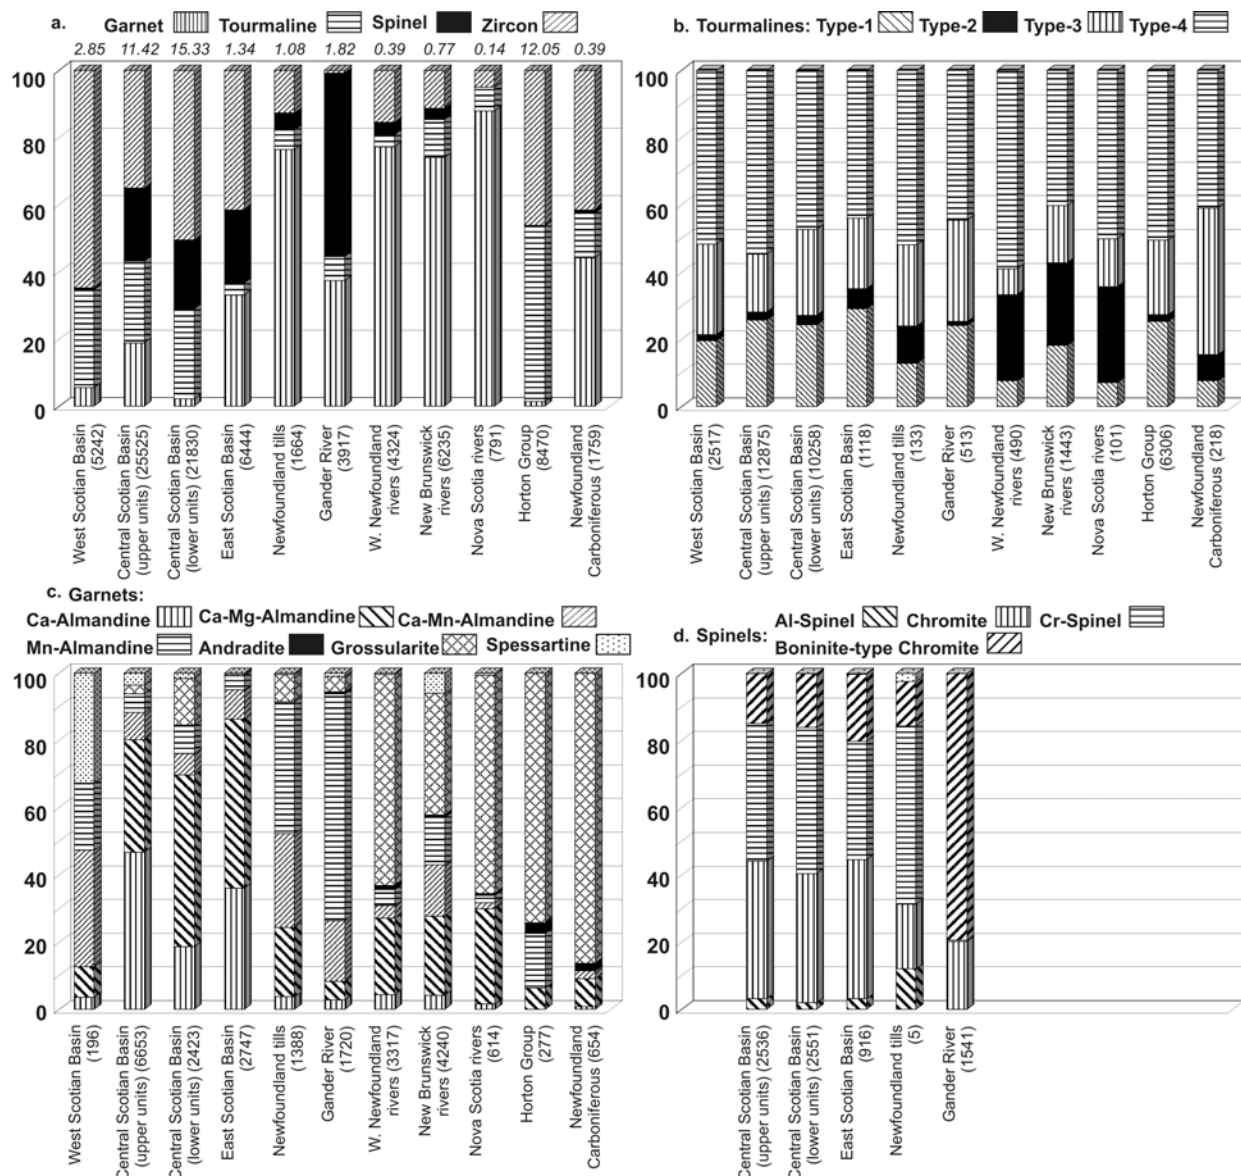 a. Garnet Tourmaline Spinel Zircon
2.85 11.42 15.33 1.34 1.08 1.82 0.39 0.77 0.14 12.05 0.39
100
80
60
40
20
0
West Scotian Basin
(5242)
Central Scotian Basin
(upper units) (25525)
Central Scotian Basin
(lower units) (21830)
East Scotian Basin
(6444)
Newfoundland tills
(1664)
Gander River
(3917)
W. Newfoundland
rivers (4324)
New Brunswick
rivers (6235)
Nova Scotia rivers
(791)
Horton Group
(8470)
Newfoundland
Carboniferous (1759)
b. Tourmalines: Type-1 Type-2 Type-3 Type-4
100
80
60
40
20
0
West Scotian Basin
(2517)
Central Scotian Basin
(upper units) (12875)
Central Scotian Basin
(lower units) (10258)
East Scotian Basin
(1118)
Newfoundland tills
(133)
Gander River
(513)
W. Newfoundland
rivers (490)
New Brunswick
rivers (1443)
Nova Scotia rivers
(101)
Horton Group
(6306)
Newfoundland
Carboniferous (218)
c. Garnets:
Ca-Almandine Ca-Mg-Almandine Ca-Mn-Almandine
Mn-Almandine Andradite Grossularite Spessartine
100
80
60
40
20
0
West Scotian Basin
(196)
Central Scotian Basin
(upper units) (6653)
Central Scotian Basin
(lower units) (2423)
East Scotian Basin
(2747)
Newfoundland tills
(1388)
Gander River
(1720)
W. Newfoundland
rivers (3317)
New Brunswick
rivers (4240)
Nova Scotia rivers
(614)
Horton Group
(277)
Newfoundland
Carboniferous (654)
Al-Spinel Chromite Cr-Spinel
d. Spinels: Boninite-type Chromite
100
80
60
40
20
0
Central Scotian Basin
(upper units) (2536)
Central Scotian Basin
(lower units) (2551)
East Scotian Basin
(916)
Newfoundland tills
(5)
Gander River
(1541)